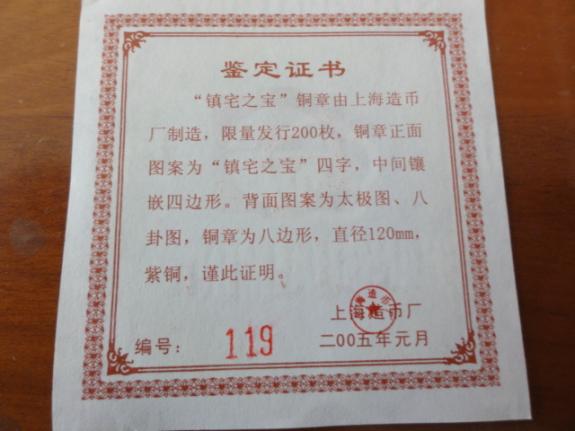 鉴定证书
“镇宅之宝”铜章由上海造币
厂制造，限量发行200枚，铜章正面
图案为“镇宅之宝”四字，中间镶
嵌四边形。背面图案为太极图、八
卦图，铜章为八边形，直径120mm，
紫铜，谨此证明。
上海造币厂
编号：119
二00五年元月